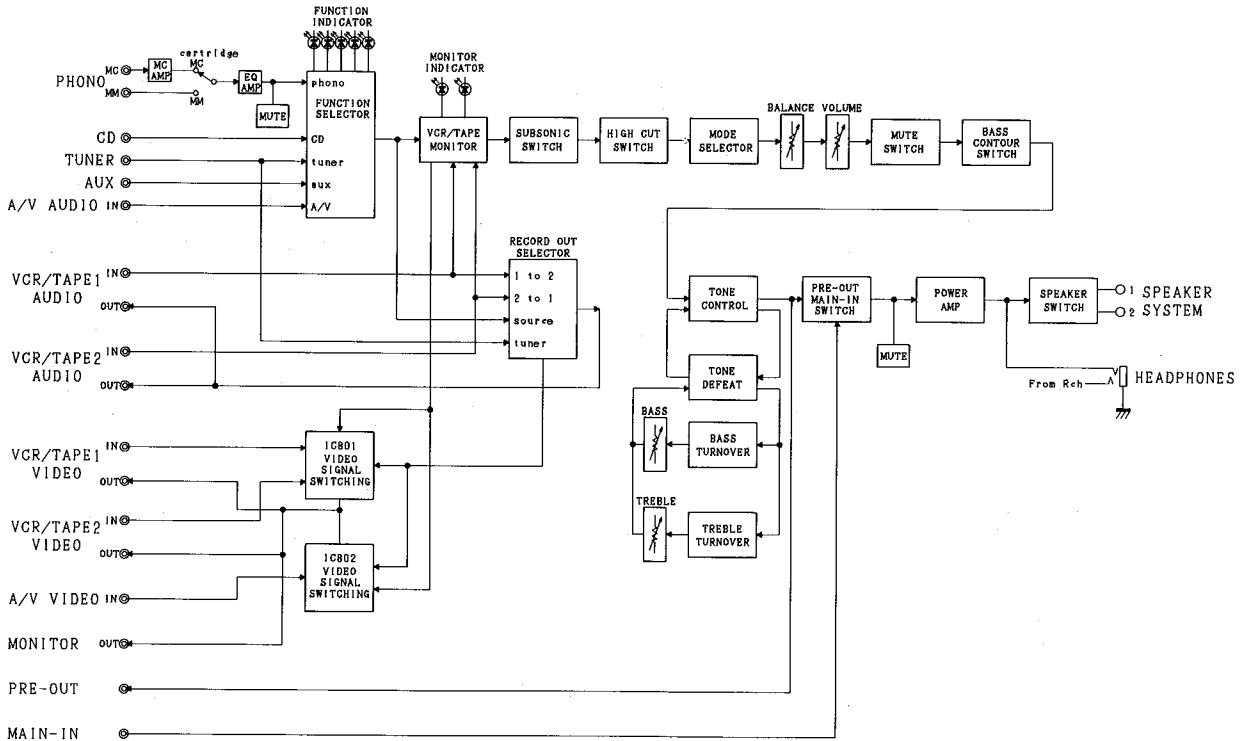 FUNCTION
INDICATOR
cartridge
MC
PHONO
MC
MC
AMP
MM
MM
EQ
AMP
MUTE
phono
FUNCTION
SELECTOR
CD
tuner
aux
A/V
CD
TUNER
AUX
A/V AUDIO IN
MONITOR
INDICATOR
VCR/TAPE
MONITOR
SUBSONIC
SWITCH
HIGH CUT
SWITCH
MODE
SELECTOR
BALANCE VOLUME
MUTE
SWITCH
BASS
CONTOUR
SWITCH
VCR/TAPE1 IN
AUDIO
OUT
VCR/TAPE2 IN
AUDIO
OUT
RECORD OUT
SELECTOR
1 to 2
2 to 1
source
tuner
TONE
CONTROL
PRE-OUT
MAIN-IN
SWITCH
MUTE
POWER
AMP
SPEAKER
SWITCH
1 SPEAKER
2 SYSTEM
From Rch
HEADPHONES
TONE
DEFEAT
BASS
BASS
TURNOVER
TREBLE
TREBLE
TURNOVER
VCR/TAPE1 IN
VIDEO
OUT
VCR/TAPE2 IN
VIDEO
OUT
IC801
VIDEO
SIGNAL
SWITCHING
IC802
VIDEO
SIGNAL
SWITCHING
A/V VIDEO IN
MONITOR OUT
PRE-OUT
MAIN-IN